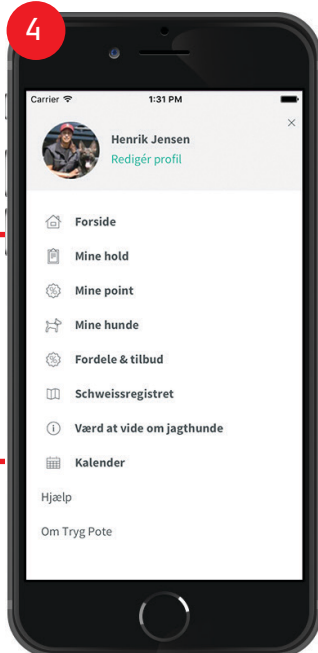 4
Carrier 1:31 PM
×
Henrik Jensen
Redigér profil
Forside
Mine hold
Mine point
Mine hunde
Fordele & tilbud
Schweissregistret
Værd at vide om jagthunde
Kalender
Hjælp
Om Tryg Pote